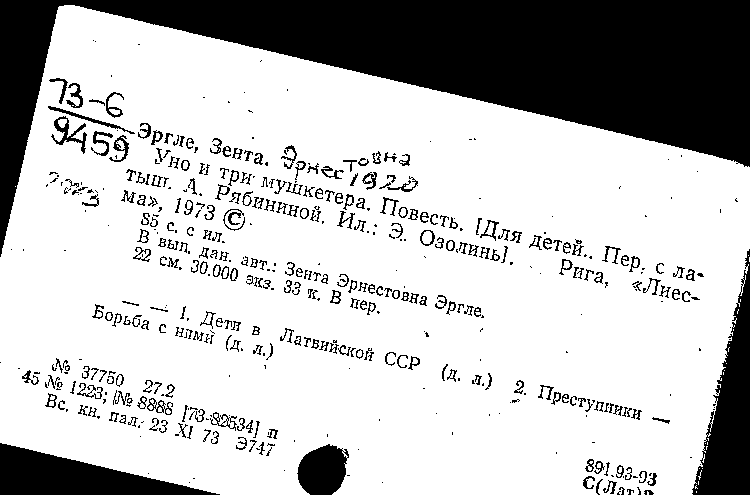 73-6
9459
Эргле, Зента. Эрнестовна
1920
Уно и три мушкетера. Повесть. [Для детей.. Пер. с ла-
тыш. А. Рябининой. Ил.: Э. Озолинь]. Рига, «Лиес-
ма», 1973 ©
85 с. с ил.
В вып. дан. авт.: Зента Эрнестовна Эргле.
22 см. 30.000 экз. 33 к. В пер.
— — 1. Дети в Латвийской ССР (д. л.) 2. Преступники —
Борьба с ними (д. л.)
№ 37750 27.2
45 № 1223; [№ 8888 [73-82534] п
Вс. кн. пал. 23 XI 73 Э747
891.93-93
С(Лат)2